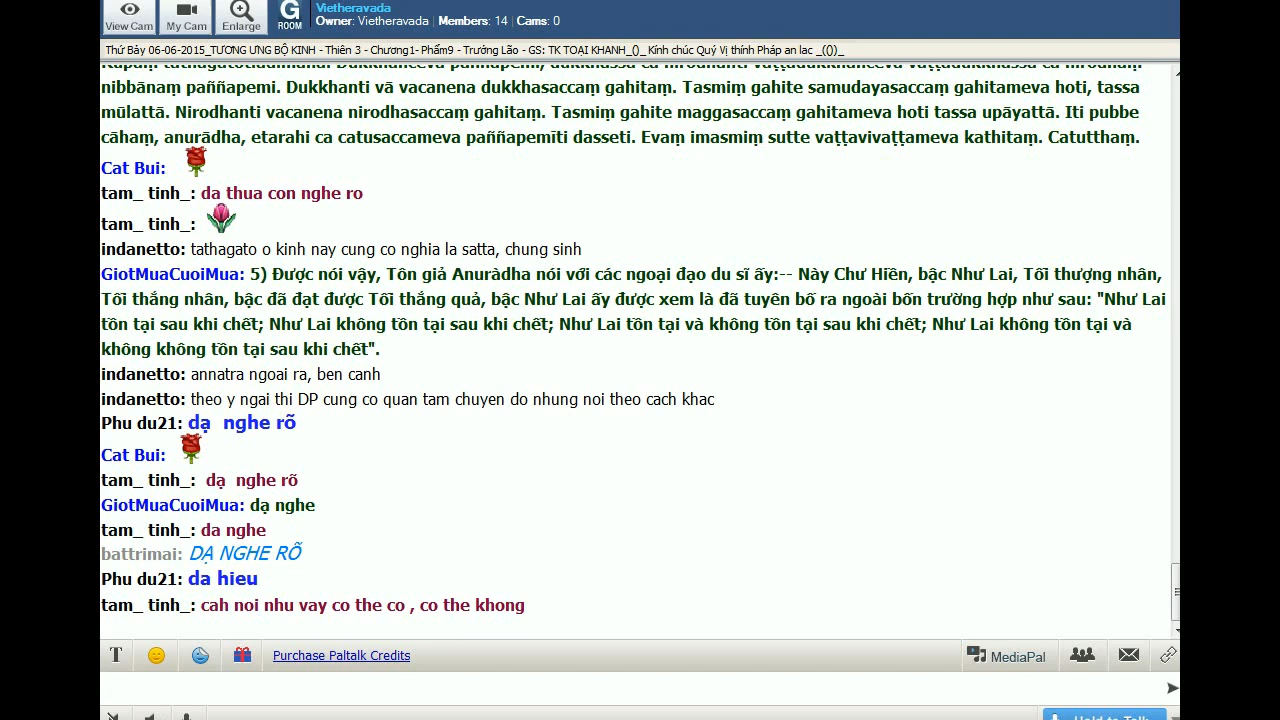 Vietheravada
View Cam My Cam Enlarge G ROOM Owner: Vietheravada | Members: 14 | Cams: 0
Thứ Bảy 06-06-2015_TƯƠNG ƯNG BỘ KINH - Thiên 3 - Chương1- Phẩm9 - Trưởng Lão - GS: TK TOẠI KHANH_()_ Kính chúc Quý Vị thính Pháp an lạc _(())_
nibbānaṃ paññapemi. Dukkhanti vā vacanena dukkhasaccaṃ gahitaṃ. Tasmiṃ gahite samudayasaccaṃ gahitameva hoti, tassa
mūlattā. Nirodhanti vacanena nirodhasaccaṃ gahitaṃ. Tasmiṃ gahite maggasaccaṃ gahitameva hoti tassa upāyattā. Iti pubbe
cāhaṃ, anurādha, etarahi ca catusaccameva paññapemīti dasseti. Evaṃ imasmiṃ sutte vaṭṭavivaṭṭameva kathitaṃ. Catutthaṃ.
Cat Bui:
tam_ tinh_: da thua con nghe ro
tam_ tinh_:
indanetto: tathagato o kinh nay cung co nghia la satta, chung sinh
GiotMuaCuoiMua: 5) Được nói vậy, Tôn giả Anuràdha nói với các ngoại đạo du sĩ ấy:-- Này Chư Hiền, bậc Như Lai, Tối thượng nhân,
Tối thắng nhân, bậc đã đạt được Tối thắng quả, bậc Như Lai ấy được xem là đã tuyên bố ra ngoài bốn trường hợp như sau: "Như Lai
tồn tại sau khi chết; Như Lai không tồn tại sau khi chết; Như Lai tồn tại và không tồn tại sau khi chết; Như Lai không tồn tại và
không không tồn tại sau khi chết".
indanetto: annatra ngoai ra, ben canh
indanetto: theo y ngai thi DP cung co quan tam chuyen do nhung noi theo cach khac
Phu du21: dạ nghe rõ
Cat Bui:
tam_ tinh_: dạ nghe rõ
GiotMuaCuoiMua: dạ nghe
tam_ tinh_: da nghe
battrimai: DẠ NGHE RÕ
Phu du21: da hieu
tam_ tinh_: cah noi nhu vay co the co , co the khong
T Purchase Paltalk Credits MediaPal
Hold to Talk